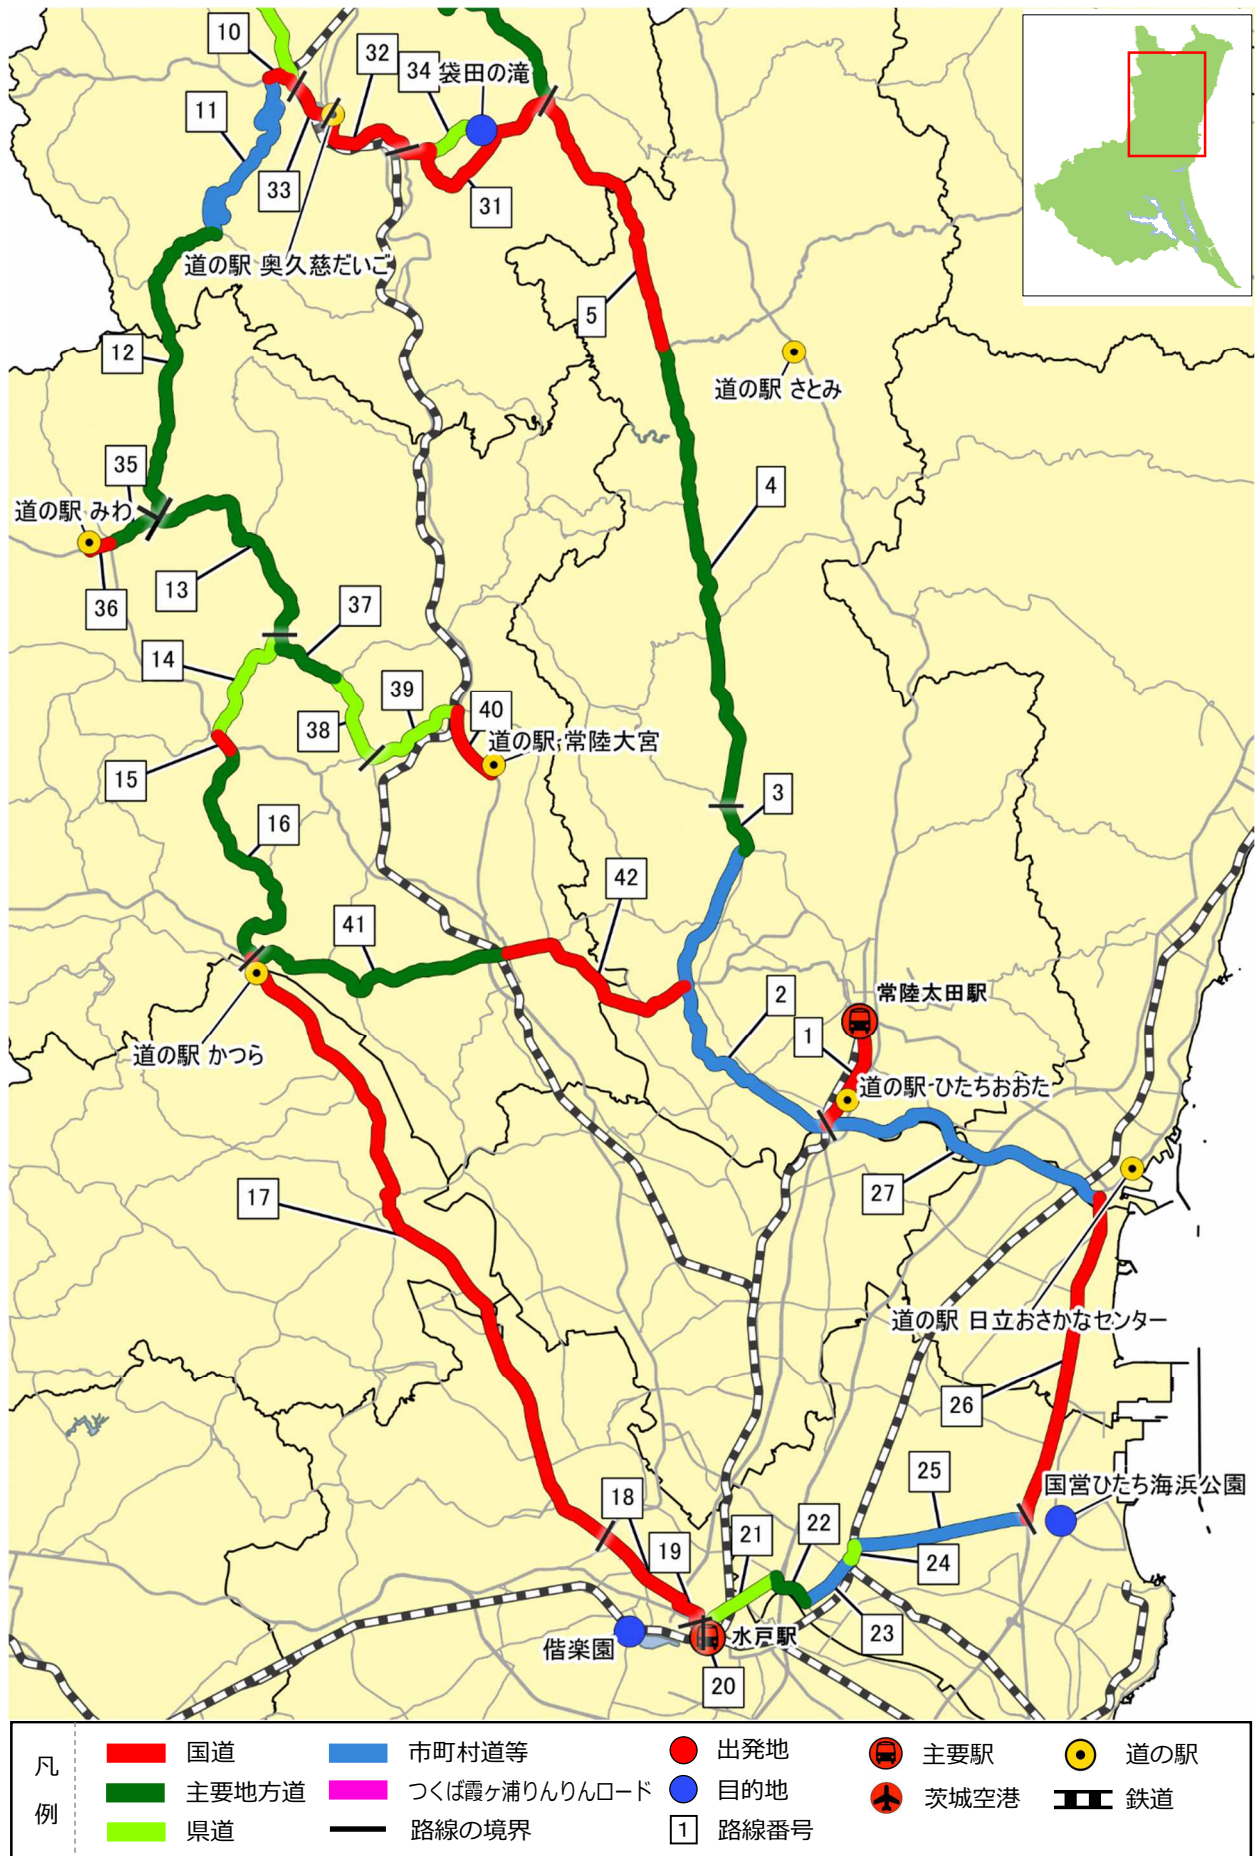 10
32
34
袋田の滝
11
33
31
道の駅 奥久慈だいご
5
12
道の駅 さとみ
35
道の駅 みわ
4
13
36
37
14
39
40
38
道の駅 常陸大宮
15
3
16
42
41
2
常陸太田駅
1
道の駅 かつら
道の駅 ひたちおおた
17
27
道の駅 日立おさかなセンター
26
25
国営ひたち海浜公園
18
22
21
19
24
23
水戸駅
偕楽園
20
凡例
国道
市町村道等
出発地
主要駅
道の駅
主要地方道
つくば霞ヶ浦りんりんロード
目的地
茨城空港
鉄道
県道
路線の境界
1
路線番号